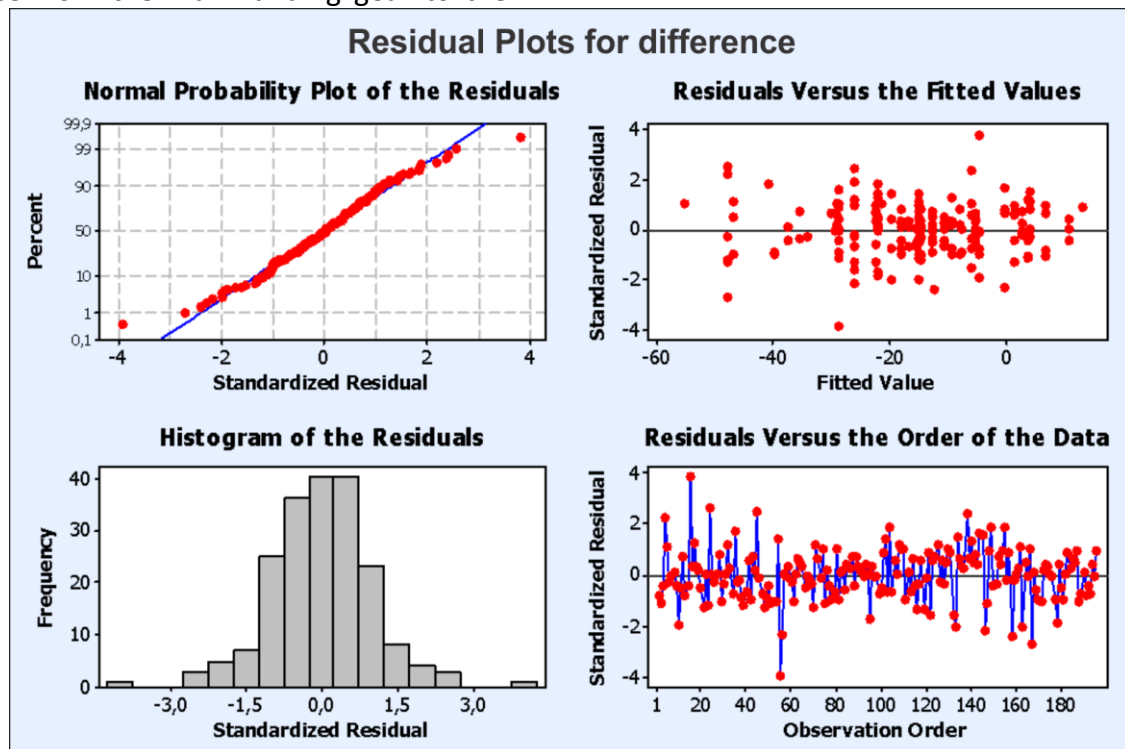 Residual Plots for difference
Normal Probability Plot of the Residuals
99,9
99
90
50
10
1
0,1
Percent
-4 -2 0 2 4
Standardized Residual
Residuals Versus the Fitted Values
4
2
0
-2
-4
Standardized Residual
-60 -40 -20 0
Fitted Value
Histogram of the Residuals
40
30
20
10
0
Frequency
-3,0 -1,5 0,0 1,5 3,0
Standardized Residual
Residuals Versus the Order of the Data
4
2
0
-2
-4
Standardized Residual
1 20 40 60 80 100 120 140 160 180
Observation Order